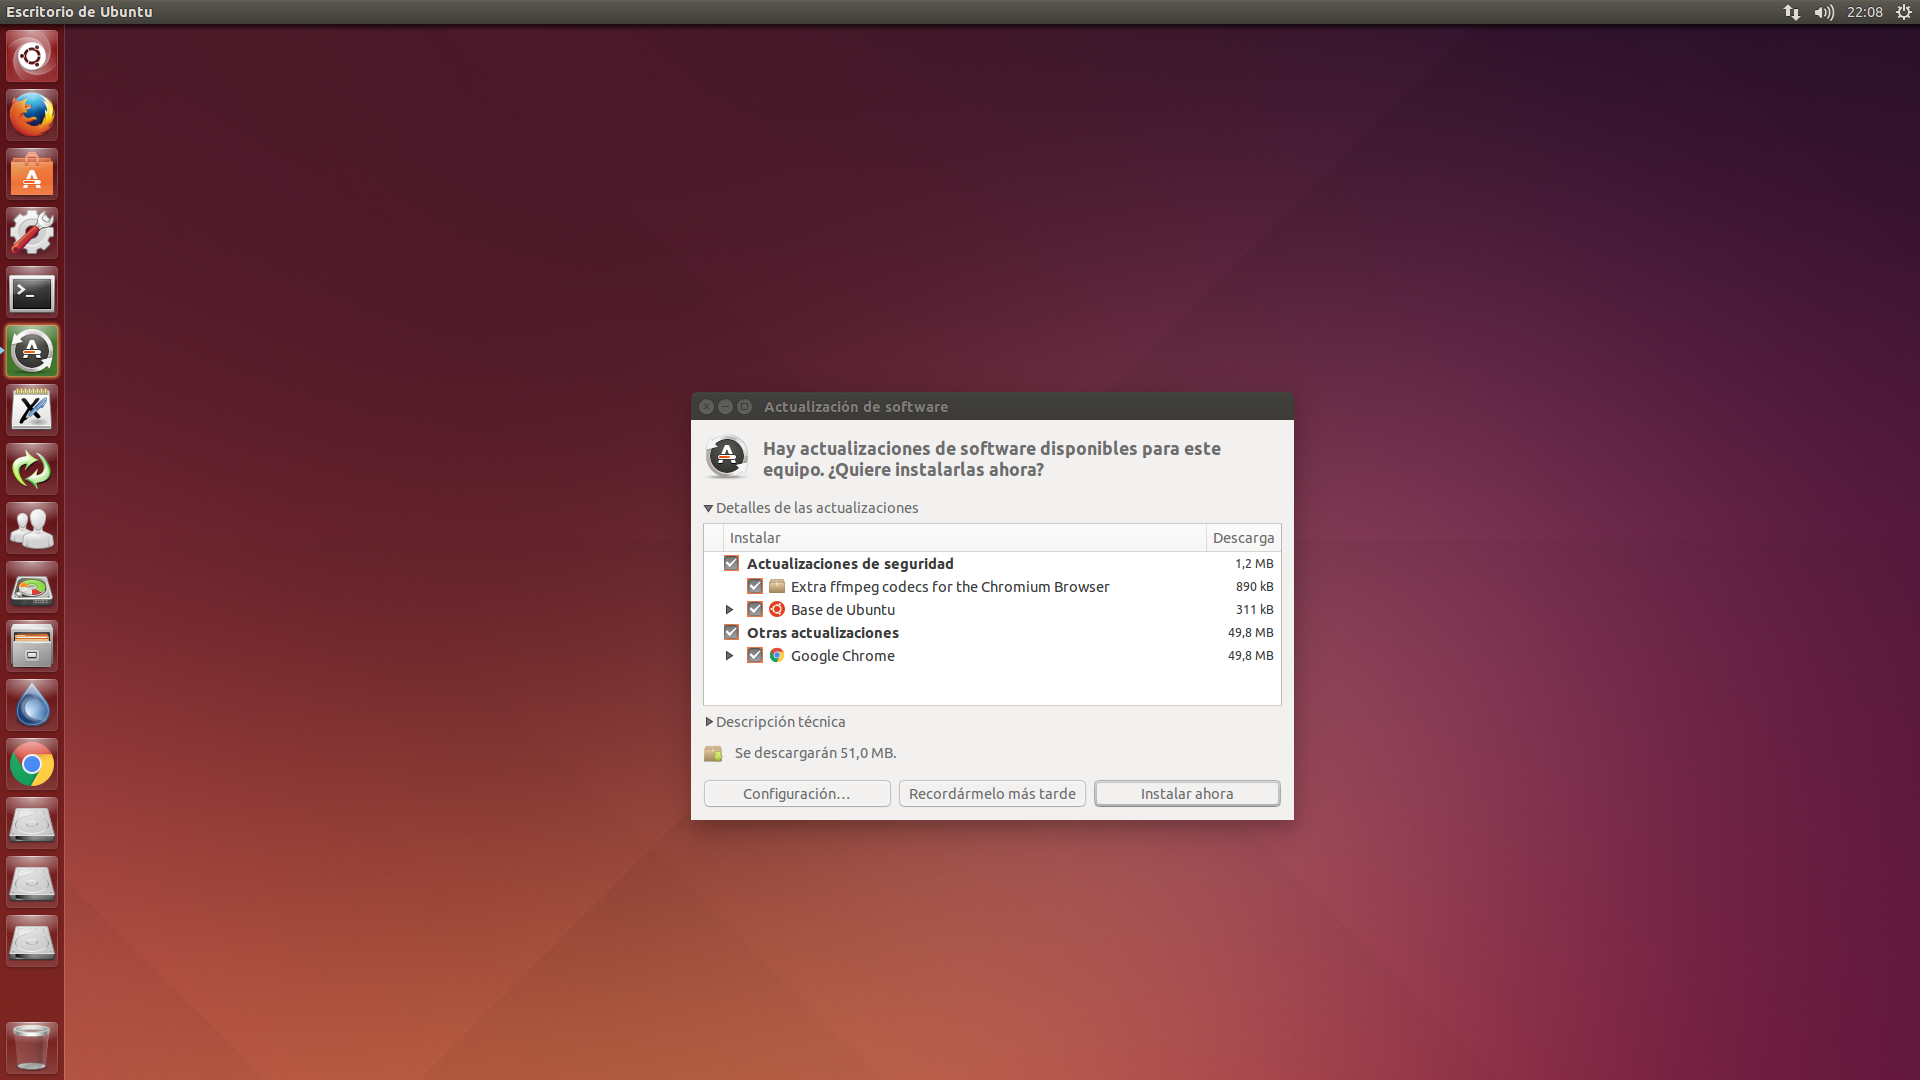 Escritorio de Ubuntu
22:08
Actualización de software
Hay actualizaciones de software disponibles para este
equipo. ¿Quiere instalarlas ahora?
Detalles de las actualizaciones
Instalar Descarga
Actualizaciones de seguridad 1,2 MB
Extra ffmpeg codecs for the Chromium Browser 890 kB
Base de Ubuntu 311 kB
Otras actualizaciones 49,8 MB
Google Chrome 49,8 MB
Descripción técnica
Se descargarán 51,0 MB.
Configuración… Recordármelo más tarde Instalar ahora